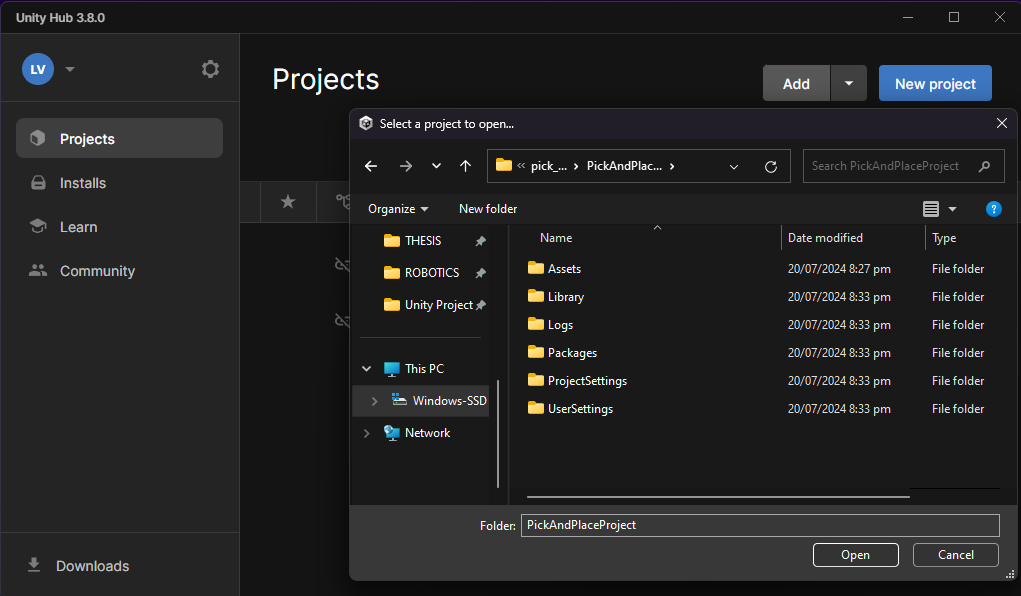 Unity Hub 3.8.0
LV
Projects
Installs
Learn
Community
Downloads
Projects
Add
New project
Select a project to open...
« pick_... › PickAndPlac... ›
Search PickAndPlaceProject
Organize
New folder
?
THESIS
ROBOTICS
Unity Project
This PC
Windows-SSD
Network
Name Date modified Type
Assets 20/07/2024 8:27 pm File folder
Library 20/07/2024 8:33 pm File folder
Logs 20/07/2024 8:33 pm File folder
Packages 20/07/2024 8:33 pm File folder
ProjectSettings 20/07/2024 8:33 pm File folder
UserSettings 20/07/2024 8:33 pm File folder
Folder: PickAndPlaceProject
Open Cancel